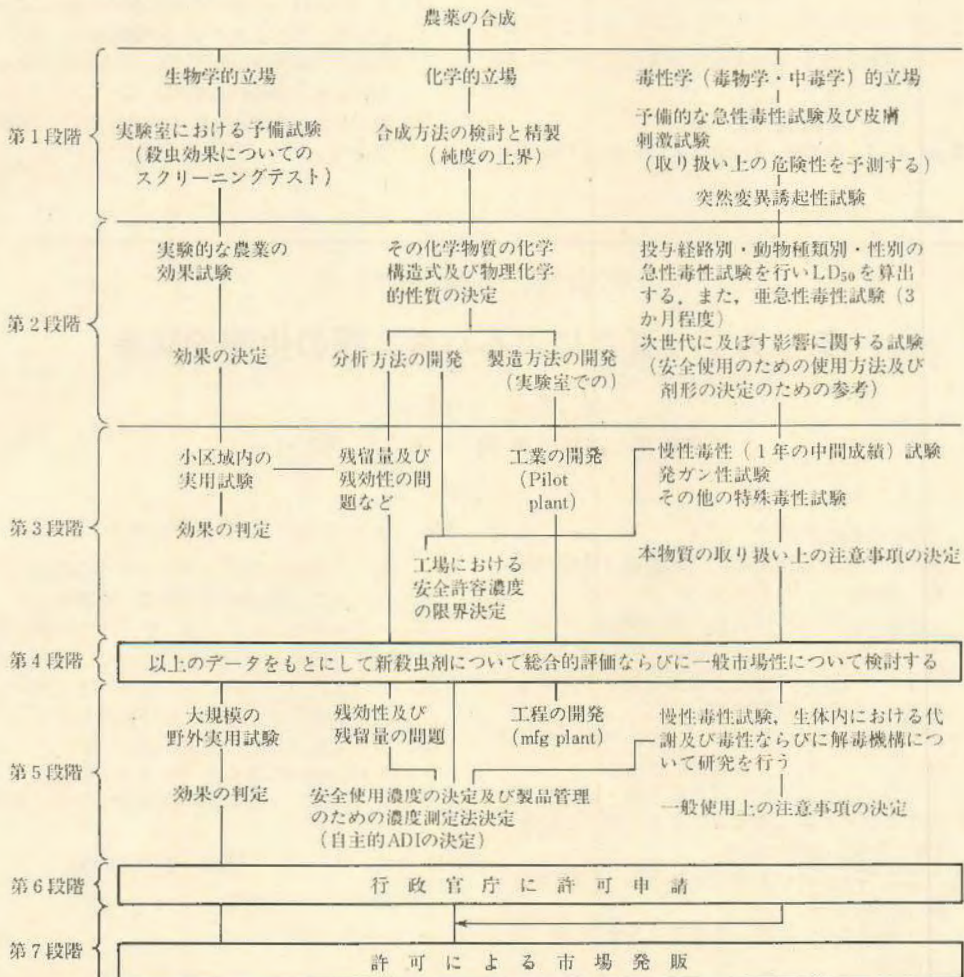 農薬の合成
第1段階
生物学的立場
実験室における予備試験
(殺虫効果についての
スクリーニングテスト)
化学的立場
合成方法の検討と精製
(純度の上界)
毒性学(毒物学・中毒学)的立場
予備的な急性毒性試験及び皮膚
刺激試験
(取り扱い上の危険性を予測する)
突然変異誘起性試験
第2段階
実験的な農業の
効果試験
効果の決定
その化学物質の化学
構造式及び物理化学
的性質の決定
分析方法の開発
製造方法の開発
(実験室での)
投与経路別・動物種類別・性別の
急性毒性試験を行いLD₅₀を算出
する.また,亜急性毒性試験(3
か月程度)
次世代に及ぼす影響に関する試験
(安全使用のための使用方法及び
剤形の決定のための参考)
第3段階
小区域内の
実用試験
効果の判定
残留量及び
残効性の問
題など
工業の開発
(Pilot
plant)
工場における
安全許容濃度
の限界決定
慢性毒性(1年の中間成績)試験
発ガン性試験
その他の特殊毒性試験
本物質の取り扱い上の注意事項の決定
第4段階
以上のデータをもとにして新殺虫剤について総合的評価ならびに一般市場性について検討する
第5段階
大規模の
野外実用試験
効果の判定
残効性及び
残留量の問題
工程の開発
(mfg plant)
安全使用濃度の決定及び製品管理
のための濃度測定法決定
(自主的ADIの決定)
慢性毒性試験,生体内における代
謝及び毒性ならびに解毒機構につ
いて研究を行う
一般使用上の注意事項の決定
第6段階
行政官庁に許可申請
第7段階
許可による市場発販